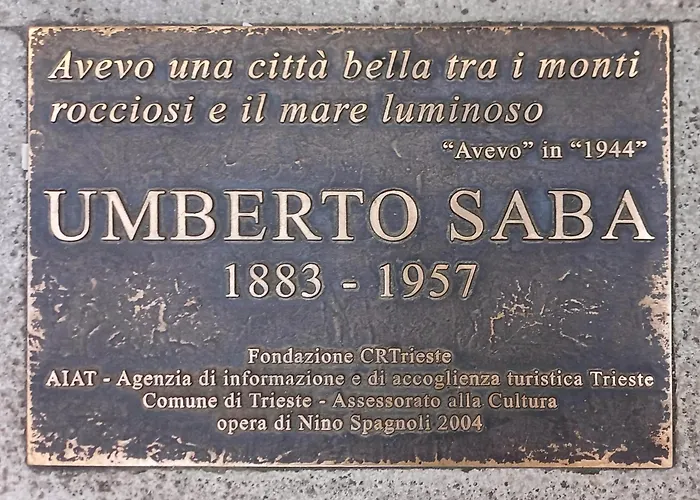 Avevo una città bella tra i monti
rocciosi e il mare luminoso
“Avevo” in “1944”
UMBERTO SABA
1883 - 1957
Fondazione CRTrieste
AIAT - Agenzia di informazione e di accoglienza turistica Trieste
Comune di Trieste - Assessorato alla Cultura
opera di Nino Spagnoli 2004